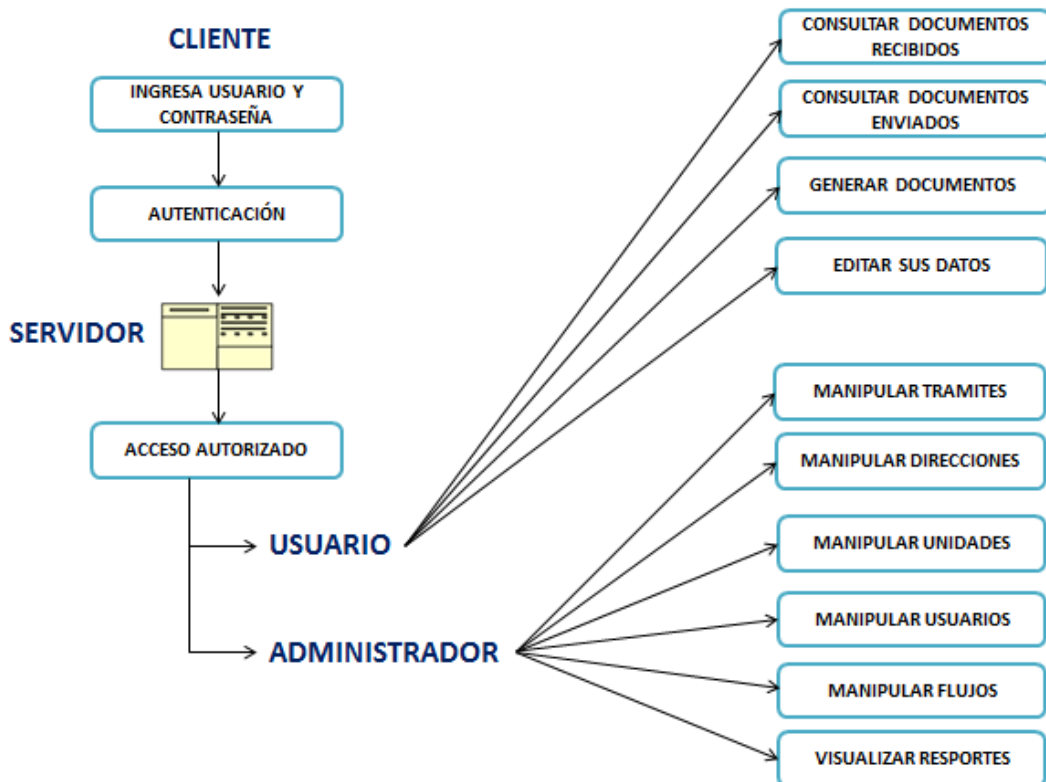 CLIENTE
INGRESA USUARIO Y
CONTRASEÑA
AUTENTICACIÓN
SERVIDOR
ACCESO AUTORIZADO
USUARIO
ADMINISTRADOR
CONSULTAR DOCUMENTOS
RECIBIDOS
CONSULTAR DOCUMENTOS
ENVIADOS
GENERAR DOCUMENTOS
EDITAR SUS DATOS
MANIPULAR TRAMITES
MANIPULAR DIRECCIONES
MANIPULAR UNIDADES
MANIPULAR USUARIOS
MANIPULAR FLUJOS
VISUALIZAR RESPORTES